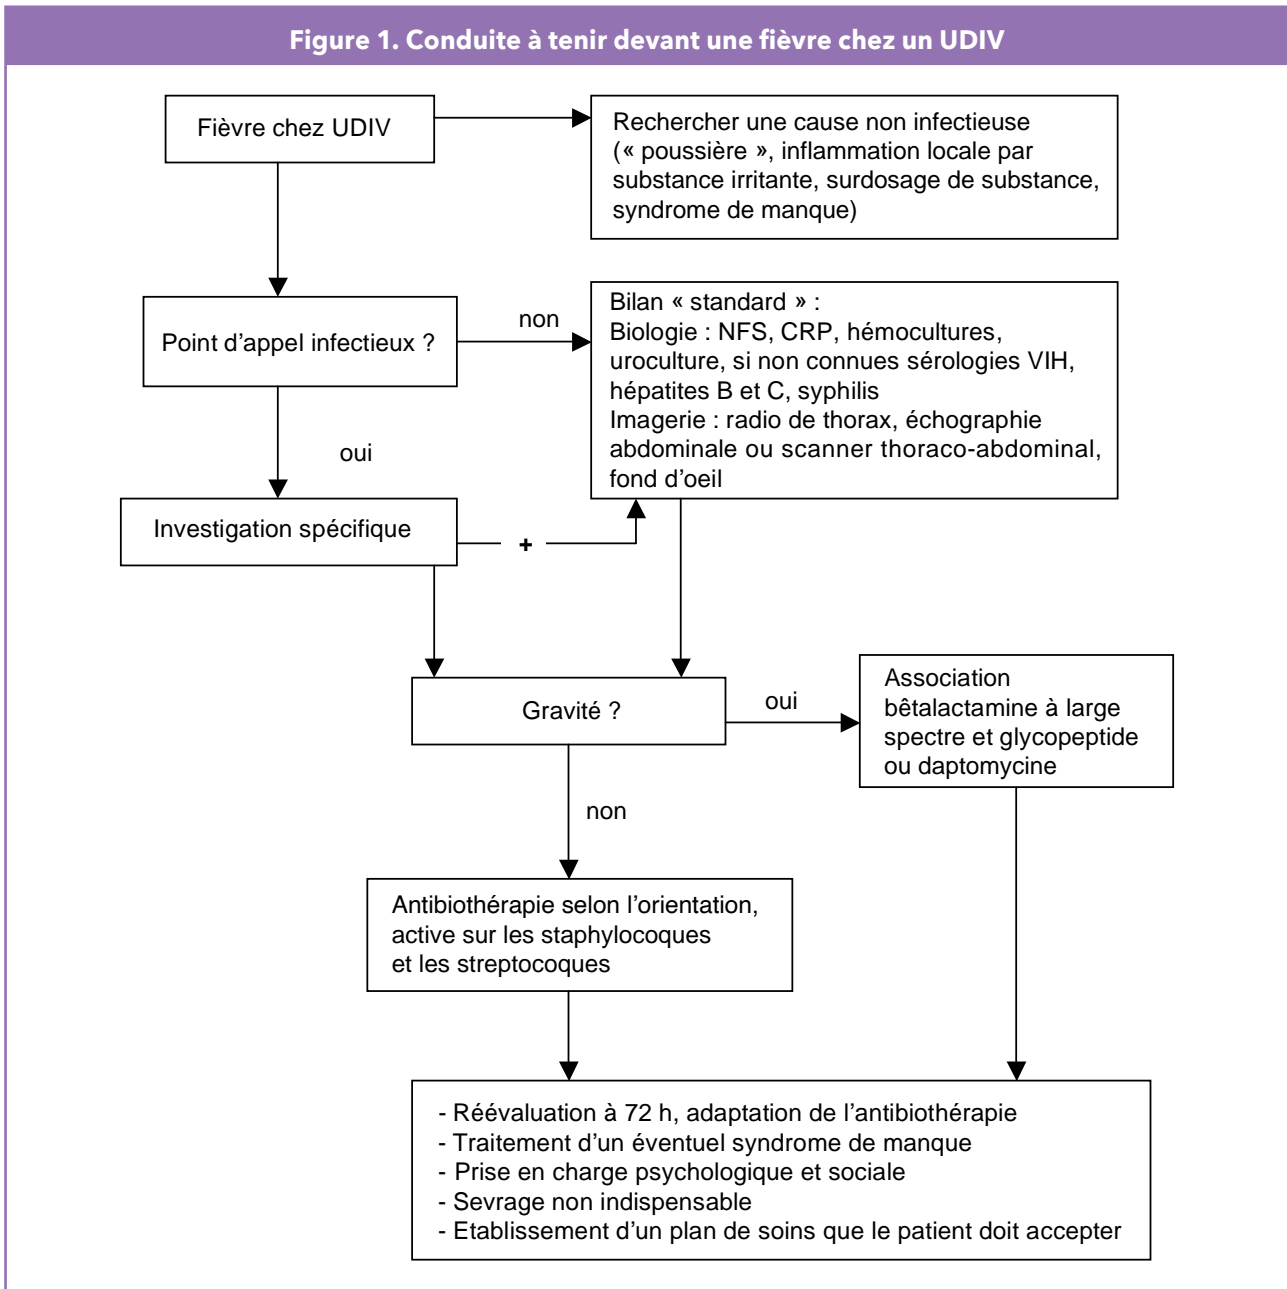 Figure 1. Conduite à tenir devant une fièvre chez un UDIV
Fièvre chez UDIV
Rechercher une cause non infectieuse
(« poussière », inflammation locale par
substance irritante, surdosage de substance,
syndrome de manque)
Point d’appel infectieux ?
non
Bilan « standard » :
Biologie : NFS, CRP, hémocultures,
uroculture, si non connues sérologies VIH,
hépatites B et C, syphilis
Imagerie : radio de thorax, échographie
abdominale ou scanner thoraco-abdominal,
fond d’oeil
oui
Investigation spécifique
+
Gravité ?
oui
Association
bêtalactamine à large
spectre et glycopeptide
ou daptomycine
non
Antibiothérapie selon l’orientation,
active sur les staphylocoques
et les streptocoques
- Réévaluation à 72 h, adaptation de l’antibiothérapie
- Traitement d’un éventuel syndrome de manque
- Prise en charge psychologique et sociale
- Sevrage non indispensable
- Etablissement d’un plan de soins que le patient doit accepter